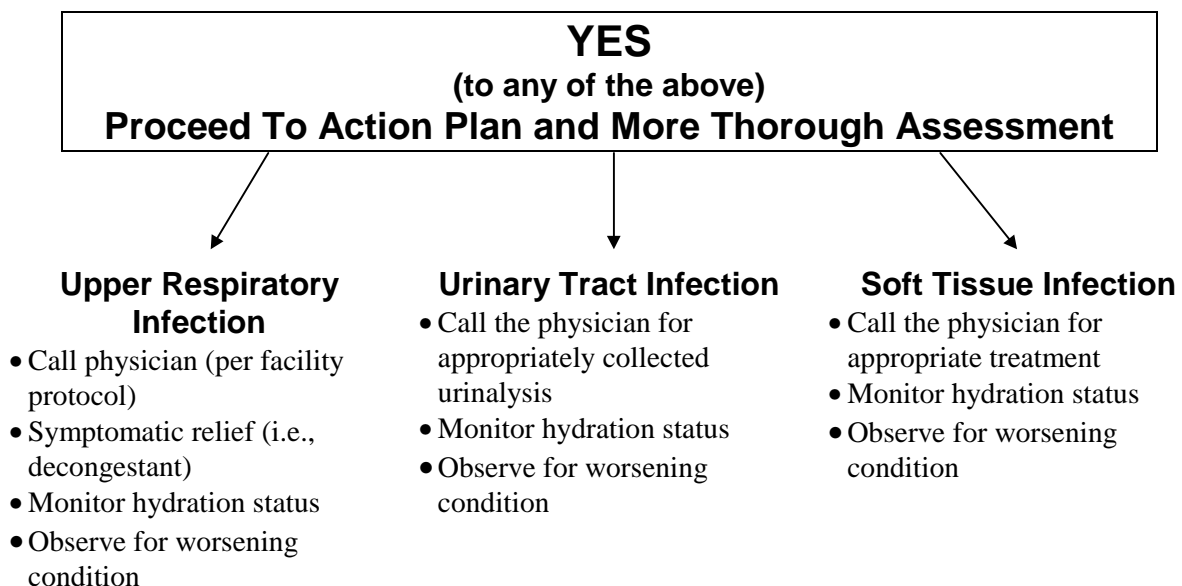 YES
(to any of the above)
Proceed To Action Plan and More Thorough Assessment
Upper Respiratory
Infection
• Call physician (per facility
protocol)
• Symptomatic relief (i.e.,
decongestant)
• Monitor hydration status
• Observe for worsening
condition
Urinary Tract Infection
• Call the physician for
appropriately collected
urinalysis
• Monitor hydration status
• Observe for worsening
condition
Soft Tissue Infection
• Call the physician for
appropriate treatment
• Monitor hydration status
• Observe for worsening
condition